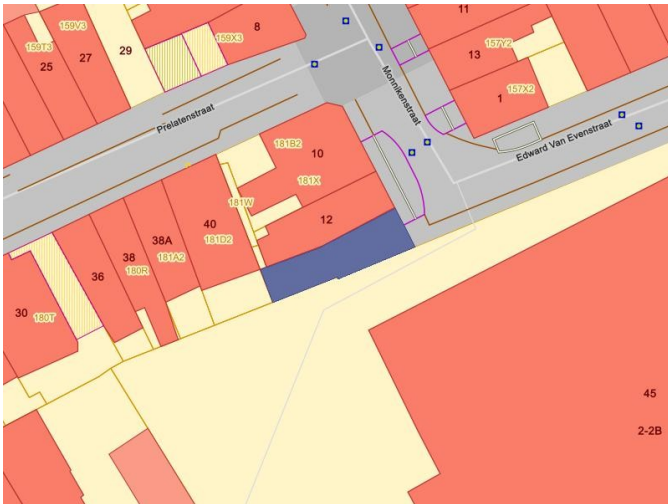 11
159V3
8
159T3
159X3
29
27
25
157Y2
13
1
157X2
Monnikenstraat
Prelatenstraat
Edward Van Evenstraat
181B2
10
181X
181W
12
40
181D2
38A
181A2
38
180R
36
30
180T
45
2-2B